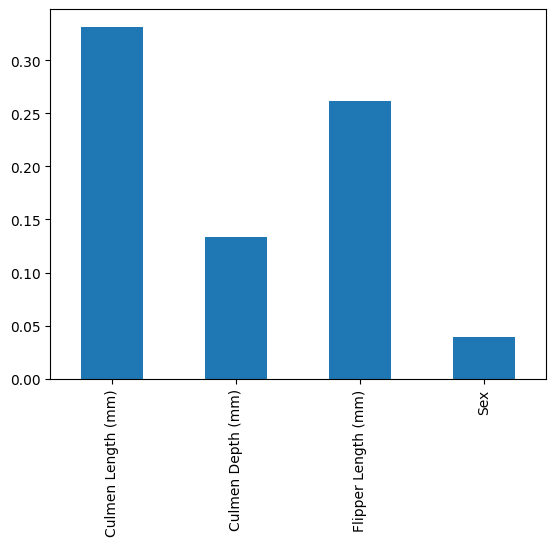 0.30
0.25
0.20
0.15
0.10
0.05
0.00
Culmen Length (mm)
Culmen Depth (mm)
Flipper Length (mm)
Sex